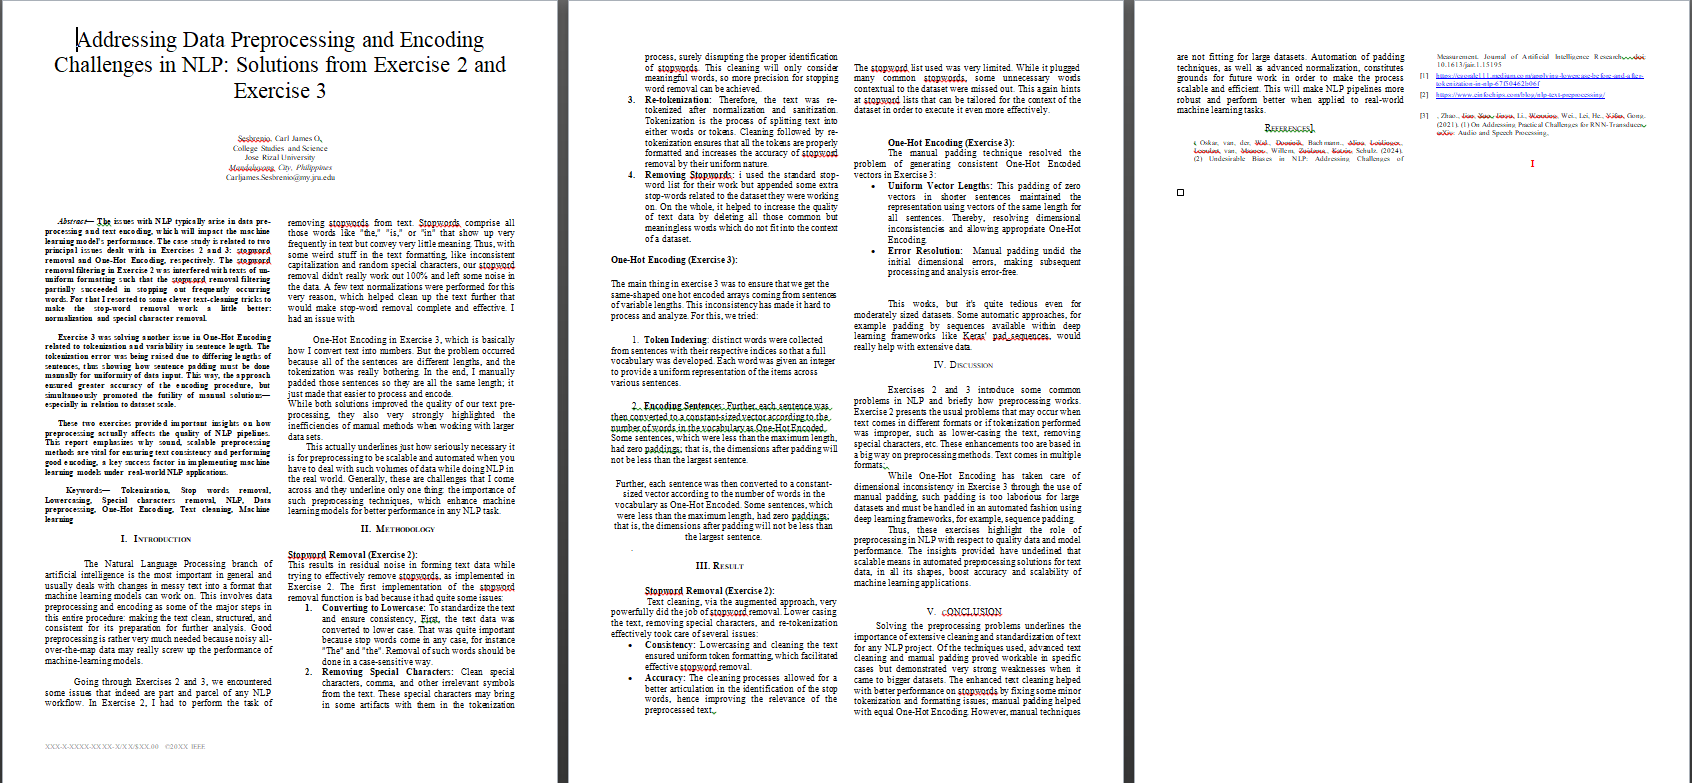 Addressing Data Preprocessing and Encoding
Challenges in NLP: Solutions from Exercise 2 and
Exercise 3
Sesbrenio, Carl James O.
College Studies and Science
Jose Rizal University
Mandaluyong City, Philippines
Carljames.Sesbrenio@my.jru.edu
Abstract— The issues with NLP typically arise in data pre-
processing and text encoding, which will impact the machine
learning model's performance. The case study is related to two
principal issues dealt with in Exercises 2 and 3: stopword
removal and One-Hot Encoding, respectively. The stopword
removal filtering in Exercise 2 was interfered with texts of un-
uniform formatting such that the stopword removal filtering
partially succeeded in stopping out frequently occurring
words. For that I resorted to some clever text-cleaning tricks to
make the stop-word removal work a little better:
normalization and special character removal.
Exercise 3 was solving another issue in One-Hot Encoding
related to tokenization and variability in sentence length. The
tokenization error was being raised due to differing lengths of
sentences, thus showing how sentence padding must be done
manually for uniformity of data input. This way, the approach
ensured greater accuracy of the encoding procedure, but
simultaneously promoted the futility of manual solutions—
especially in relation to dataset scale.
These two exercises provided important insights on how
preprocessing actually affects the quality of NLP pipelines.
This report emphasizes why sound, scalable preprocessing
methods are vital for ensuring text consistency and performing
good encoding, a key success factor in implementing machine
learning models under real-world NLP applications.
Keywords— Tokenization, Stop words removal,
Lowercasing, Special characters removal, NLP, Data
preprocessing, One-Hot Encoding, Text cleaning, Machine
learning
I. Introduction
The Natural Language Processing branch of
artificial intelligence is the most important in general and
usually deals with changes in messy text into a format that
machine learning models can work on. This involves data
preprocessing and encoding as some of the major steps in
this entire procedure: making the text clean, structured, and
consistent for its preparation for further analysis. Good
preprocessing is rather very much needed because noisy all-
over-the-map data may really screw up the performance of
machine-learning models.
Going through Exercises 2 and 3, we encountered
some issues that indeed are part and parcel of any NLP
workflow. In Exercise 2, I had to perform the task of
XXX-X-XXXX-XXXX-X/XX/$XX.00 ©20XX IEEE
removing stopwords from text. Stopwords comprise all
those words like "the," "is," or "in" that show up very
frequently in text but convey very little meaning. Thus, with
some weird stuff in the text formatting, like inconsistent
capitalization and random special characters, our stopword
removal didn't really work out 100% and left some noise in
the data. A few text normalizations were performed for this
very reason, which helped clean up the text further that
would make stop-word removal complete and effective. I
had an issue with
One-Hot Encoding in Exercise 3, which is basically
how I convert text into numbers. But the problem occurred
because all of the sentences are different lengths, and the
tokenization was really bothering. In the end, I manually
padded those sentences so they are all the same length; it
just made that easier to process and encode.
While both solutions improved the quality of our text pre-
processing, they also very strongly highlighted the
inefficiencies of manual methods when working with larger
data sets.
This actually underlines just how seriously necessary it
is for preprocessing to be scalable and automated when you
have to deal with such volumes of data while doing NLP in
the real world. Generally, these are challenges that I come
across and they underline only one thing: the importance of
such preprocessing techniques, which enhance machine
learning models for better performance in any NLP task.
II. Methodology
Stopword Removal (Exercise 2):
This results in residual noise in forming text data while
trying to effectively remove stopwords, as implemented in
Exercise 2. The first implementation of the stopword
removal function is bad because it had quite some issues:
1. Converting to Lowercase: To standardize the text
and ensure consistency, First, the text data was
converted to lower case. That was quite important
because stop words come in any case, for instance
"The" and "the". Removal of such words should be
done in a case-sensitive way.
2. Removing Special Characters: Clean special
characters, comma, and other irrelevant symbols
from the text. These special characters may bring
in some artifacts with them in the tokenization
process, surely disrupting the proper identification
of stopwords. This cleaning will only consider
meaningful words, so more precision for stopping
word removal can be achieved.
3. Re-tokenization: Therefore, the text was re-
tokenized after normalization and sanitization.
Tokenization is the process of splitting text into
either words or tokens. Cleaning followed by re-
tokenization ensures that all the tokens are properly
formatted and increases the accuracy of stopword
removal by their uniform nature.
4. Removing Stopwords: i used the standard stop-
word list for their work but appended some extra
stop-words related to the dataset they were working
on. On the whole, it helped to increase the quality
of text data by deleting all those common but
meaningless words which do not fit into the context
of a dataset.
One-Hot Encoding (Exercise 3):
The main thing in exercise 3 was to ensure that we get the
same-shaped one hot encoded arrays coming from sentences
of variable lengths. This inconsistency has made it hard to
process and analyze. For this, we tried:
1. Token Indexing: distinct words were collected
from sentences with their respective indices so that a full
vocabulary was developed. Each word was given an integer
to provide a uniform representation of the items across
various sentences.
2. Encoding Sentences: Further, each sentence was
then converted to a constant-sized vector according to the
number of words in the vocabulary as One-Hot Encoded.
Some sentences, which were less than the maximum length,
had zero paddings; that is, the dimensions after padding will
not be less than the largest sentence.
Further, each sentence was then converted to a constant-
sized vector according to the number of words in the
vocabulary as One-Hot Encoded. Some sentences, which
were less than the maximum length, had zero paddings;
that is, the dimensions after padding will not be less than
the largest sentence.
III. Result
Stopword Removal (Exercise 2):
Text cleaning, via the augmented approach, very
powerfully did the job of stopword removal. Lower casing
the text, removing special characters, and re-tokenization
effectively took care of several issues:
• Consistency: Lowercasing and cleaning the text
ensured uniform token formatting, which facilitated
effective stopword removal.
• Accuracy: The cleaning processes allowed for a
better articulation in the identification of the stop
words, hence improving the relevance of the
preprocessed text.
The stopword list used was very limited. While it plugged
many common stopwords, some unnecessary words
contextual to the dataset were missed out. This again hints
at stopword lists that can be tailored for the context of the
dataset in order to execute it even more effectively.
One-Hot Encoding (Exercise 3):
The manual padding technique resolved the
problem of generating consistent One-Hot Encoded
vectors in Exercise 3:
• Uniform Vector Lengths: This padding of zero
vectors in shorter sentences maintained the
representation using vectors of the same length for
all sentences. Thereby, resolving dimensional
inconsistencies and allowing appropriate One-Hot
Encoding.
• Error Resolution: Manual padding undid the
initial dimensional errors, making subsequent
processing and analysis error-free.
This works, but it's quite tedious even for
moderately sized datasets. Some automatic approaches, for
example padding by sequences available within deep
learning frameworks like Keras' pad_sequences, would
really help with extensive data.
IV. Discussion
Exercises 2 and 3 introduce some common
problems in NLP and briefly how preprocessing works.
Exercise 2 presents the usual problems that may occur when
text comes in different formats or if tokenization performed
was improper, such as lower-casing the text, removing
special characters, etc. These enhancements too are based in
a big way on preprocessing methods. Text comes in multiple
formats;.
While One-Hot Encoding has taken care of
dimensional inconsistency in Exercise 3 through the use of
manual padding, such padding is too laborious for large
datasets and must be handled in an automated fashion using
deep learning frameworks, for example, sequence padding.
Thus, these exercises highlight the role of
preprocessing in NLP with respect to quality data and model
performance. The insights provided have underlined that
scalable means in automated preprocessing solutions for text
data, in all its shapes, boost accuracy and scalability of
machine learning applications.
V. CONCLUSION
Solving the preprocessing problems underlines the
importance of extensive cleaning and standardization of text
for any NLP project. Of the techniques used, advanced text
cleaning and manual padding proved workable in specific
cases but demonstrated very strong weaknesses when it
came to bigger datasets. The enhanced text cleaning helped
with better performance on stopwords by fixing some minor
tokenization and formatting issues; manual padding helped
with equal One-Hot Encoding. However, manual techniques
are not fitting for large datasets. Automation of padding
techniques, as well as advanced normalization, constitutes
grounds for future work in order to make the process
scalable and efficient. This will make NLP pipelines more
robust and perform better when applied to real-world
machine learning tasks.
References],
Oskar, van, der, Wal, Dominik, Bachmann, Alina, Leidinger,
Leendert, van, Maanen, Willem, Zuidema, Katrin, Schulz. (2024).
(2) Undesirable Biases in NLP: Addressing Challenges of
Measurement. Journal of Artificial Intelligence Research, doi:
10.1613/jair.1.15195
[1]
[2] https://www.einfochips.com/blog/nlp-text-preprocessing/
[3] , Zhao, Jian, Xue, Jinyu, Li, Wenning, Wei, Lei, He, Yifan, Gong.
(2021). (1) On Addressing Practical Challenges for RNN-Transducer.
arXiv: Audio and Speech Processing,